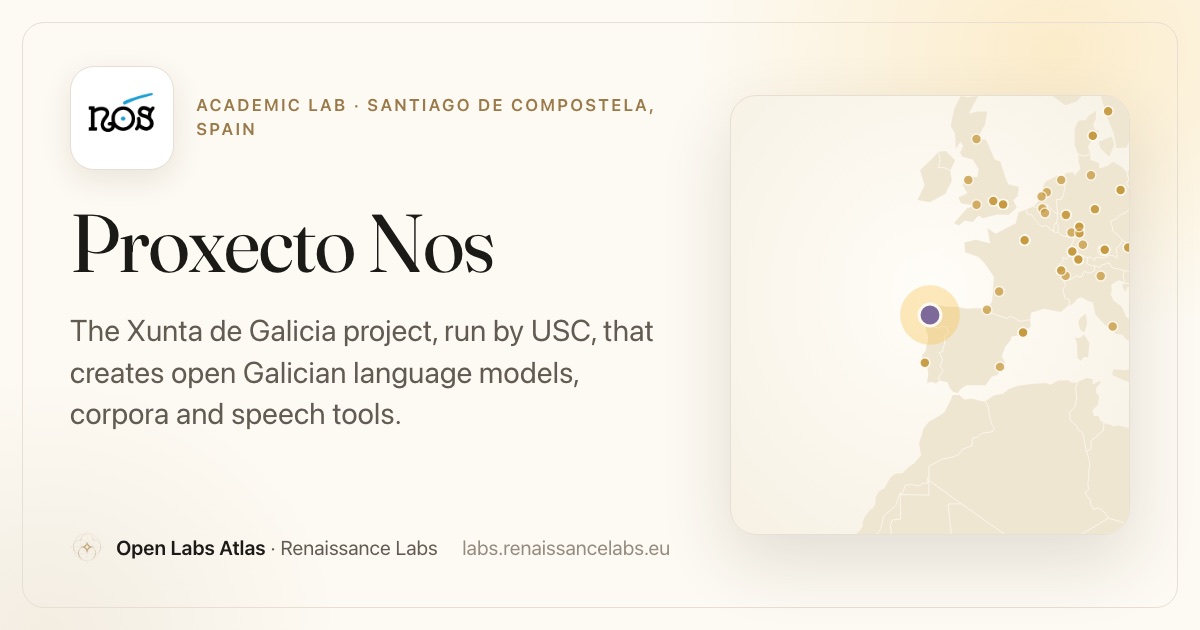 nós
ACADEMIC LAB · SANTIAGO DE COMPOSTELA,
SPAIN
Proxecto Nos
The Xunta de Galicia project, run by USC, that
creates open Galician language models,
corpora and speech tools.
Open Labs Atlas · Renaissance Labs labs.renaissancelabs.eu